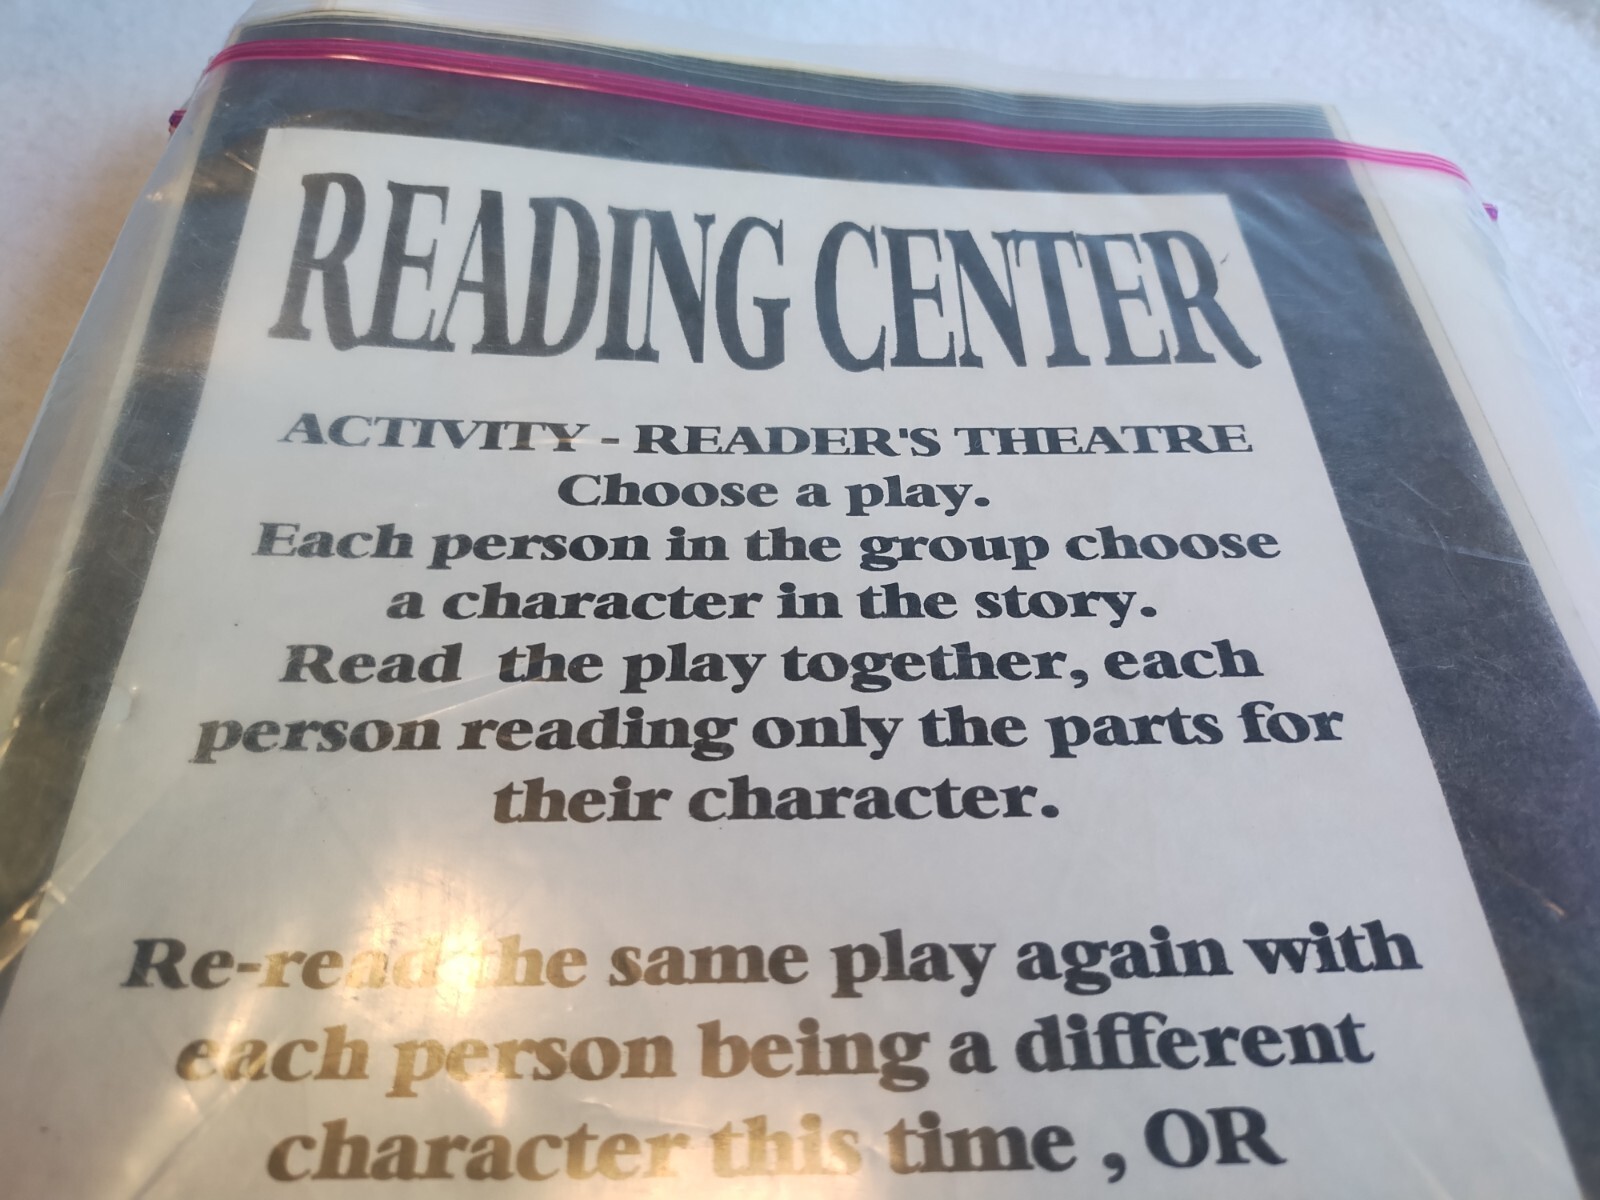 READING CENTER
ACTIVITY - READER'S THEATRE
Choose a play.
Each person in the group choose
a character in the story.
Read the play together, each
person reading only the parts for
their character.
Re-read the same play again with
each person being a different
character this time , OR